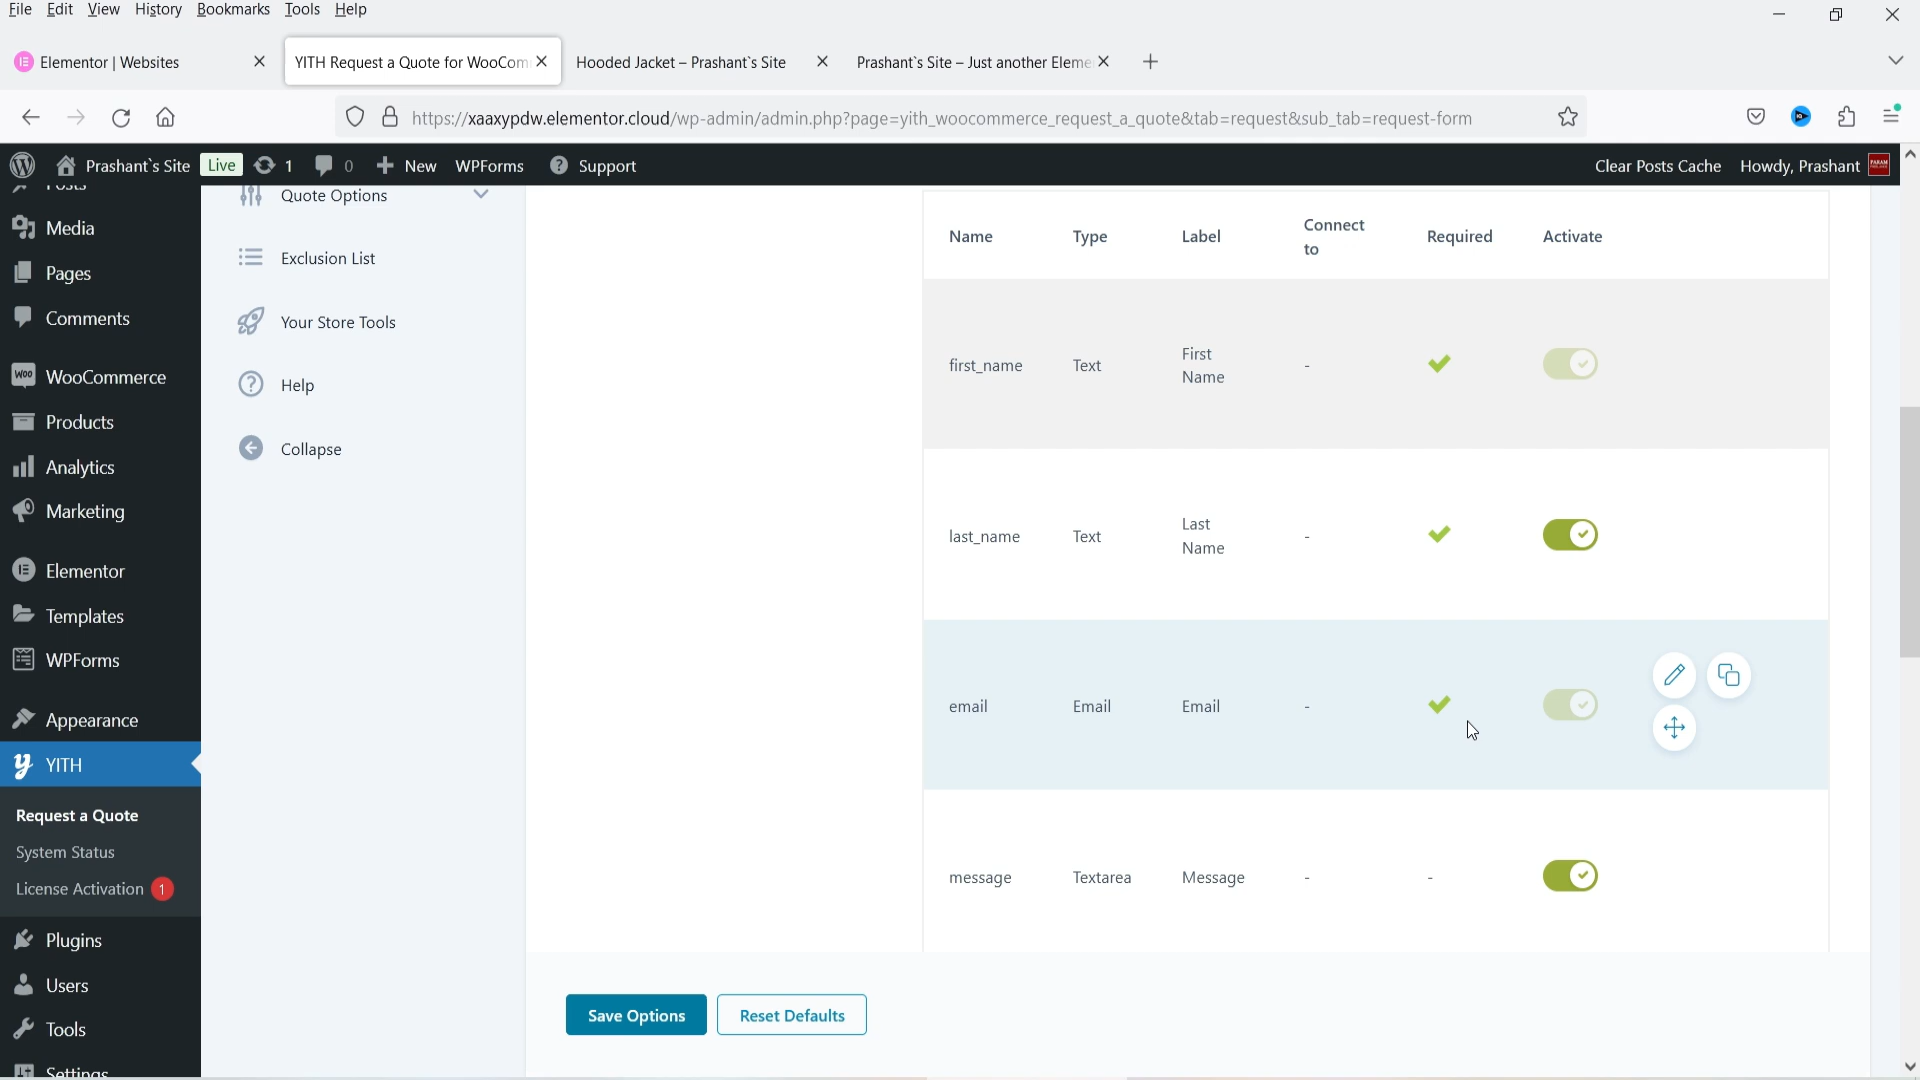 File Edit View History Bookmarks Tools Help
Elementor | Websites
YITH Request a Quote for WooCom
Hooded Jacket – Prashant`s Site
Prashant`s Site – Just another Eleme
https://xaaxypdw.elementor.cloud/wp-admin/admin.php?page=yith_woocommerce_request_a_quote&tab=request&sub_tab=request-form
Prashant`s Site Live 1 0 New WPForms Support Clear Posts Cache Howdy, Prashant
Posts
Media
Pages
Comments
WooCommerce
Products
Analytics
Marketing
Elementor
Templates
WPForms
Appearance
YITH
Request a Quote
System Status
License Activation 1
Plugins
Users
Tools
Settings
Quote Options
Exclusion List
Your Store Tools
Help
Collapse
Name Type Label Connect to Required Activate
first_name Text First Name -
last_name Text Last Name -
email Email Email -
message Textarea Message - -
Save Options Reset Defaults